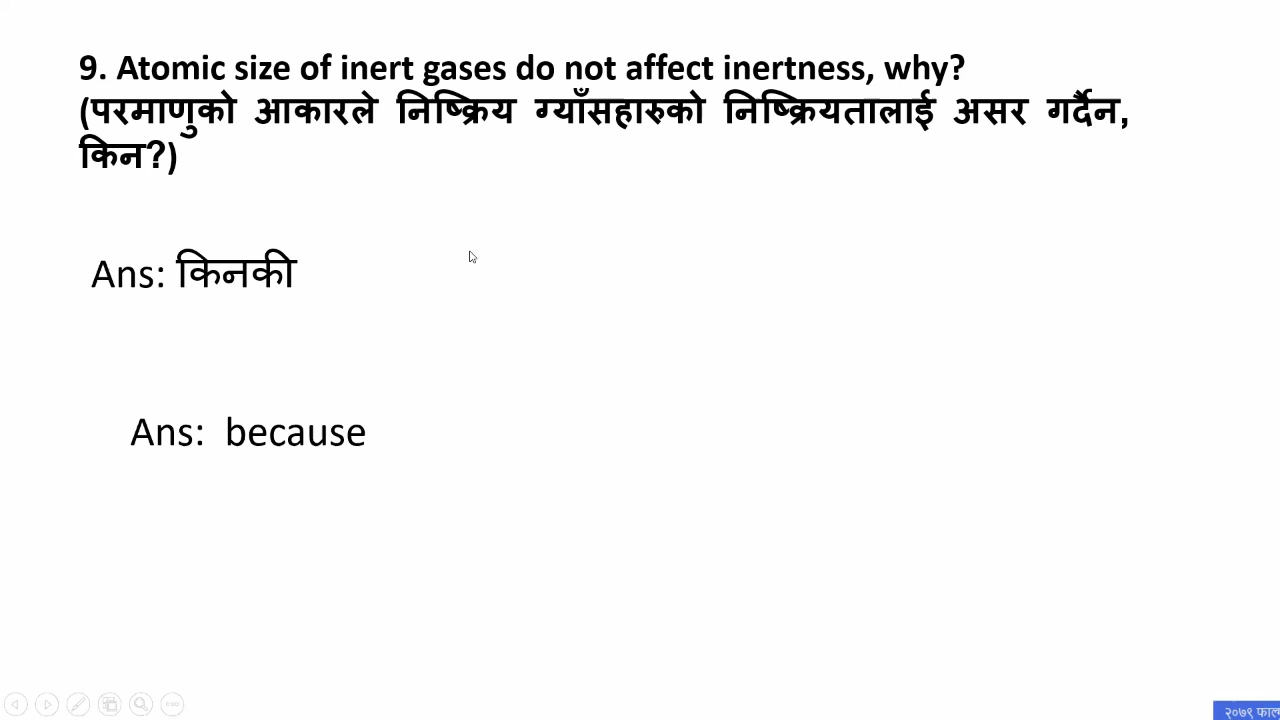 9. Atomic size of inert gases do not affect inertness, why?
(परमाणुको आकारले निष्क्रिय ग्याँसहारुको निष्क्रियतालाई असर गर्दैन,
किन?)
Ans: किनकी
Ans: because
२०७९